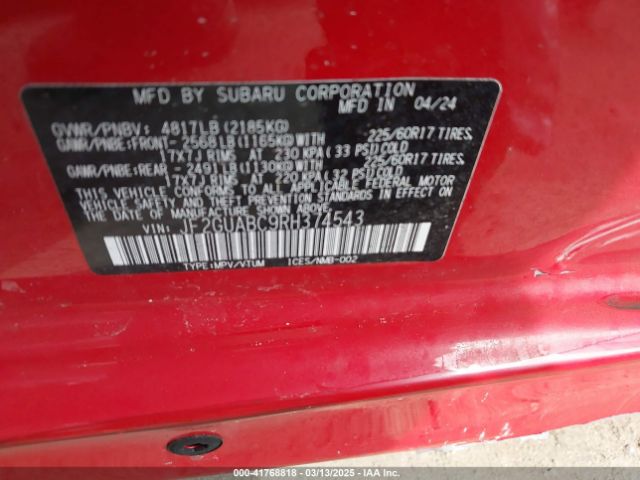 MFD BY SUBARU CORPORATION
MFD IN 04/24
GVWR/PNBV: 4817LB(2185KG)
GAWR/PNBE:FRONT- 2568LB(1165KG)WITH 225/60R17 TIRES,
17X7J RIMS AT 230 KPA(33 PSI)COLD
GAWR/PNBE:REAR - 2491LB(1130KG)WITH 225/60R17 TIRES,
17X7J RIMS AT 220 KPA(32 PSI)COLD
THIS VEHICLE CONFORMS TO ALL APPLICABLE FEDERAL MOTOR
VEHICLE SAFETY AND THEFT PREVENTION STANDARDS IN EFFECT
ON THE DATE OF MANUFACTURE SHOWN ABOVE.
VIN: JF2GUABC9RH374543
TYPE:MPV/VTUM ICES/NMB-002
000-41768818 - 03/13/2025 - IAA Inc.